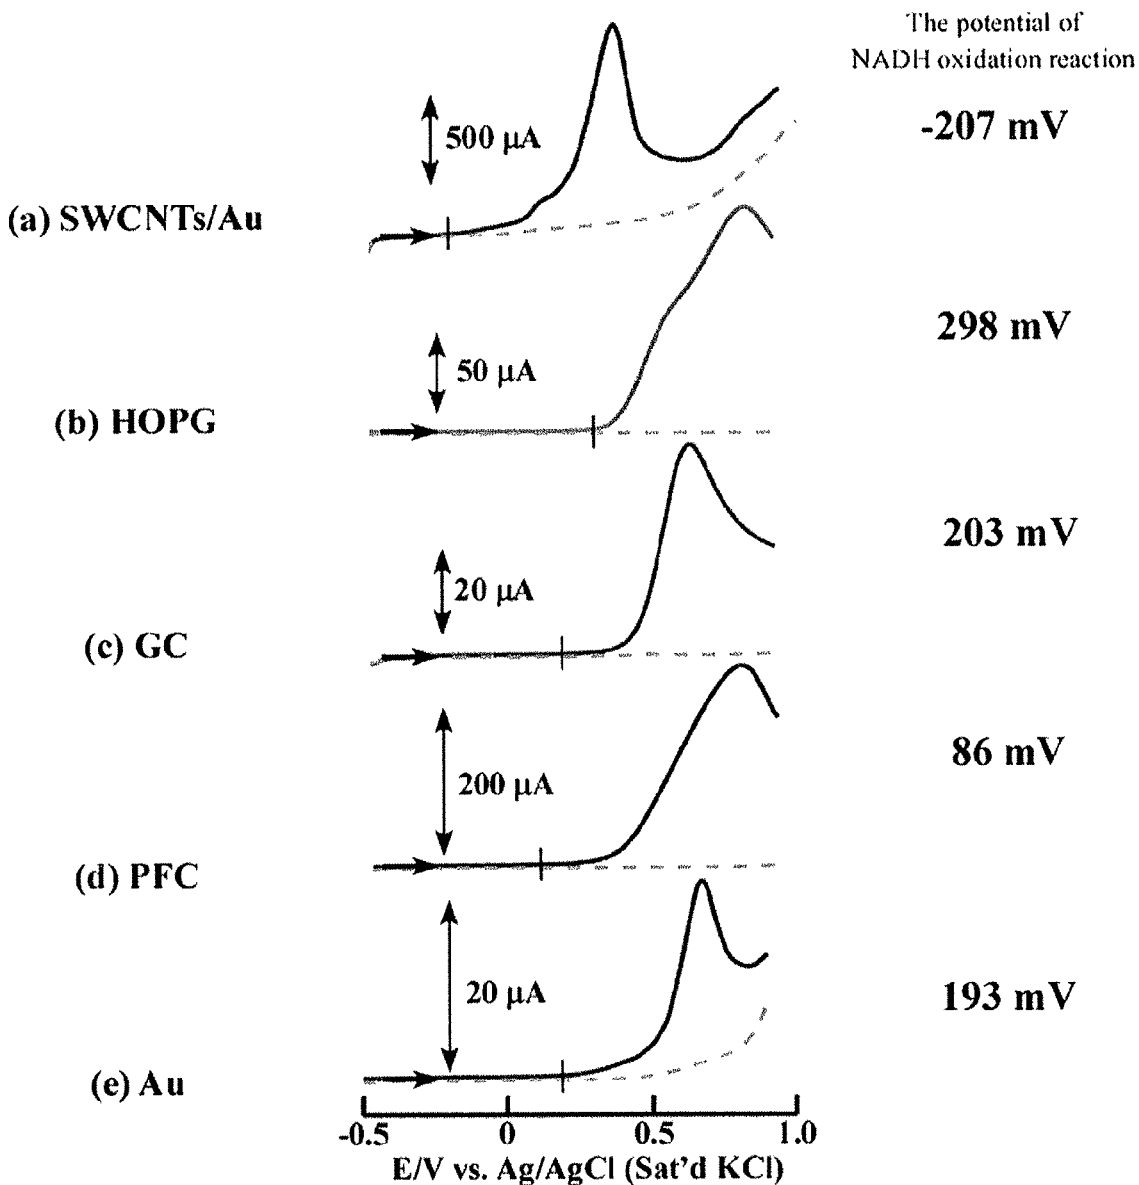 The potential of
NADH oxidation reaction
500 μA
-207 mV
(a) SWCNTs/Au
298 mV
50 μA
(b) HOPG
203 mV
20 μA
(c) GC
86 mV
200 μA
(d) PFC
20 μA
193 mV
(e) Au
-0.5 0 0.5 1.0
E/V vs. Ag/AgCl (Sat'd KCl)